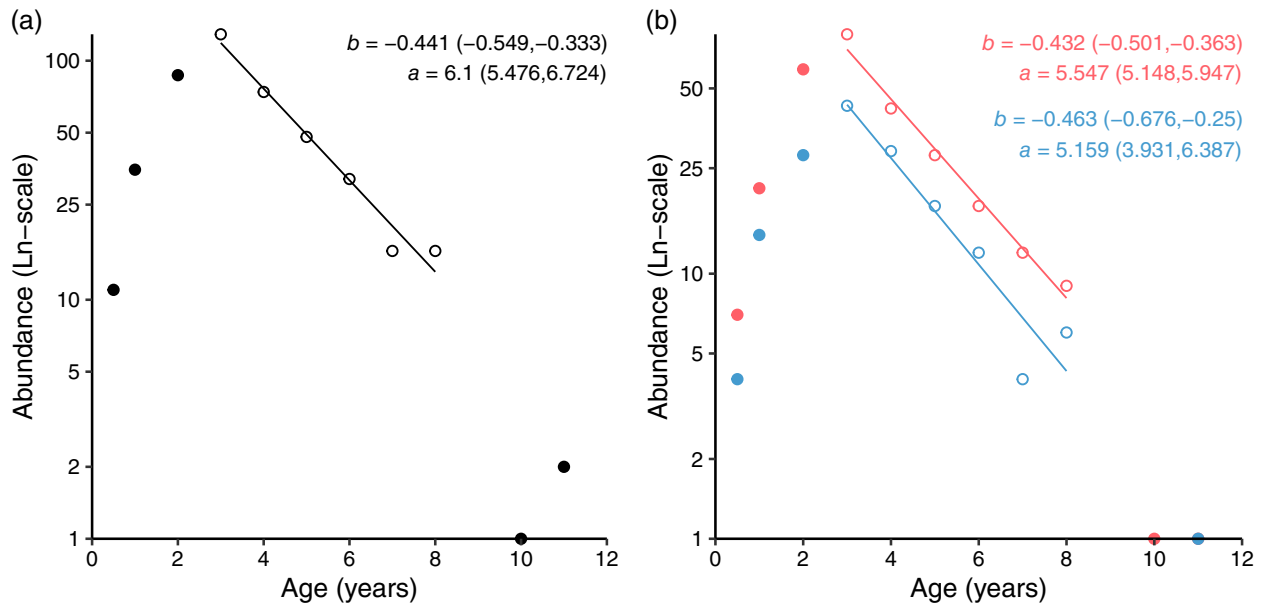 (a)
b = −0.441 (−0.549,−0.333)
a = 6.1 (5.476,6.724)
100
50
25
10
5
2
1
0 2 4 6 8 10 12
Age (years)
Abundance (Ln−scale)
(b)
b = −0.432 (−0.501,−0.363)
a = 5.547 (5.148,5.947)
b = −0.463 (−0.676,−0.25)
a = 5.159 (3.931,6.387)
50
25
10
5
2
1
0 2 4 6 8 10 12
Age (years)
Abundance (Ln−scale)